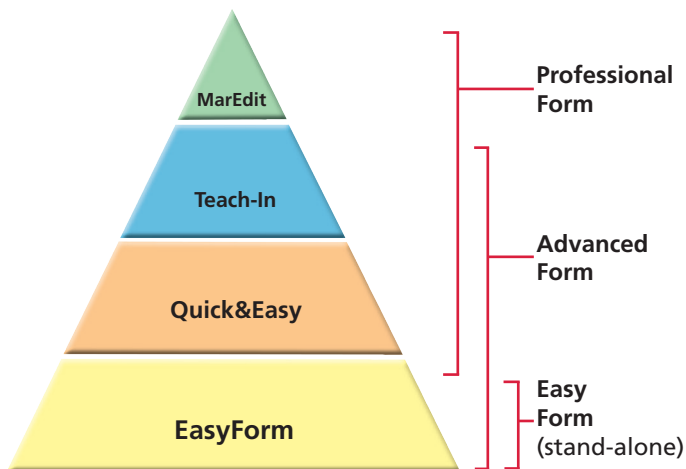 MarEdit
Teach-In
Quick&Easy
EasyForm
Professional
Form
Advanced
Form
Easy
Form
(stand-alone)